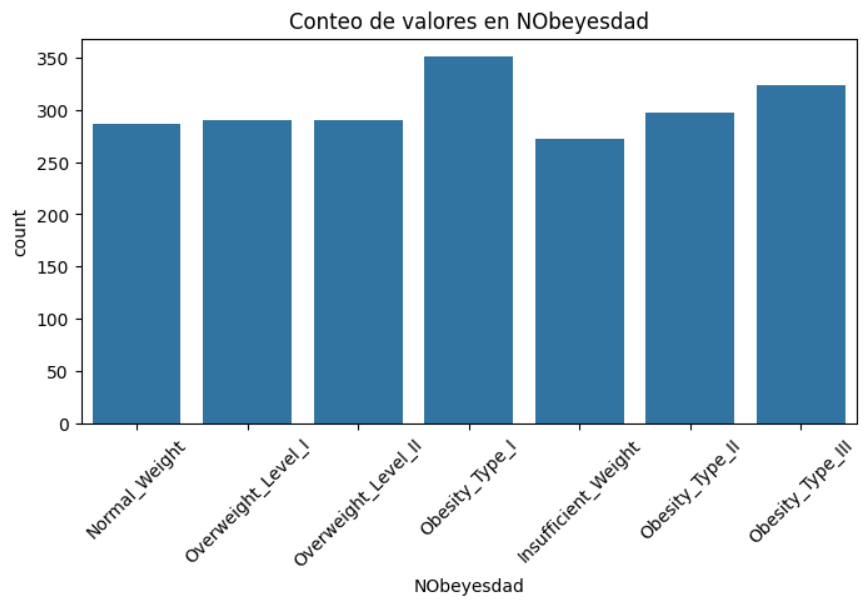 Conteo de valores en NObeyesdad
350
300
250
200
150
100
50
0
count
Normal_Weight
Overweight_Level_I
Overweight_Level_II
Obesity_Type_I
Insufficient_Weight
Obesity_Type_II
Obesity_Type_III
NObeyesdad